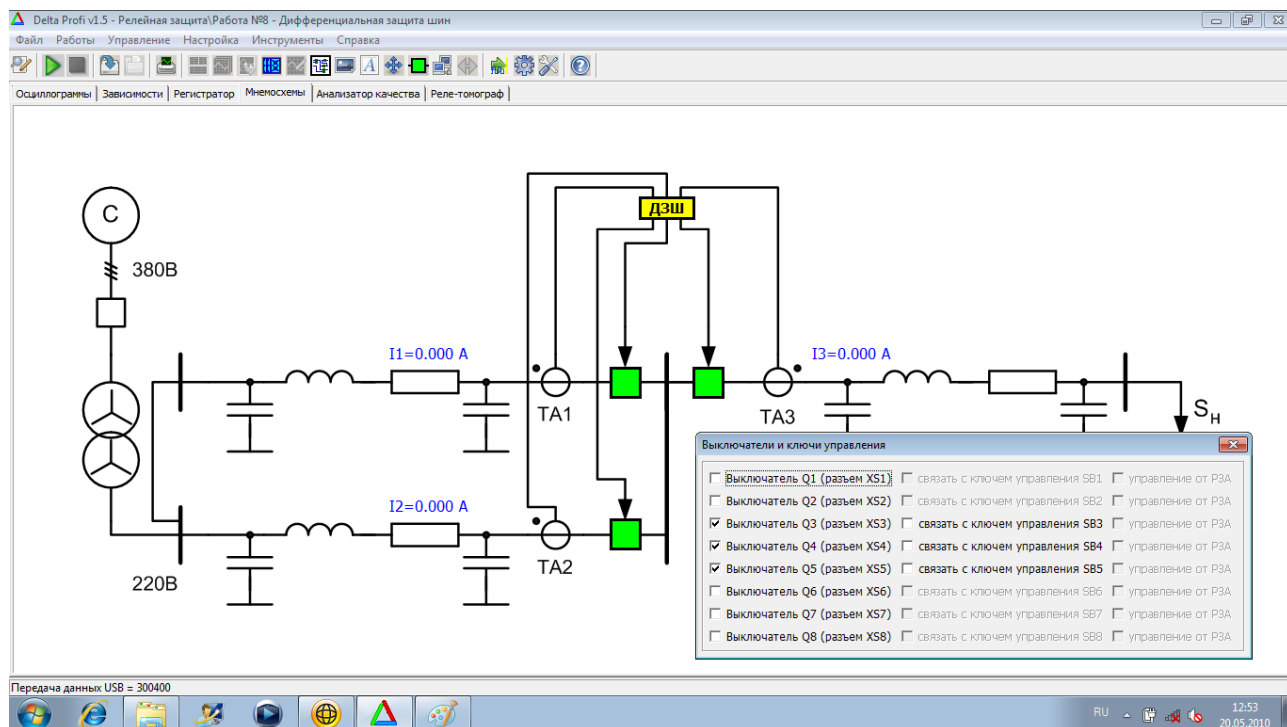 Delta Profi v1.5 - Релейная защита\Работа №8 - Дифференциальная защита шин
Файл Работы Управление Настройка Инструменты Справка
Осциллограммы Зависимости Регистратор Мнемосхемы Анализатор качества Реле-томограф
ДЗШ
С
380В
I1=0.000 A
I3=0.000 A
TA1
TA3
Sн
I2=0.000 A
TA2
220В
Выключатели и ключи управления
Выключатель Q1 (разъем XS1) связать с ключем управления SB1 управление от РЗА
Выключатель Q2 (разъем XS2) связать с ключем управления SB2 управление от РЗА
Выключатель Q3 (разъем XS3) связать с ключем управления SB3 управление от РЗА
Выключатель Q4 (разъем XS4) связать с ключем управления SB4 управление от РЗА
Выключатель Q5 (разъем XS5) связать с ключем управления SB5 управление от РЗА
Выключатель Q6 (разъем XS6) связать с ключем управления SB6 управление от РЗА
Выключатель Q7 (разъем XS7) связать с ключем управления SB7 управление от РЗА
Выключатель Q8 (разъем XS8) связать с ключем управления SB8 управление от РЗА
Передача данных USB = 300400
RU
12:53
20.05.2010